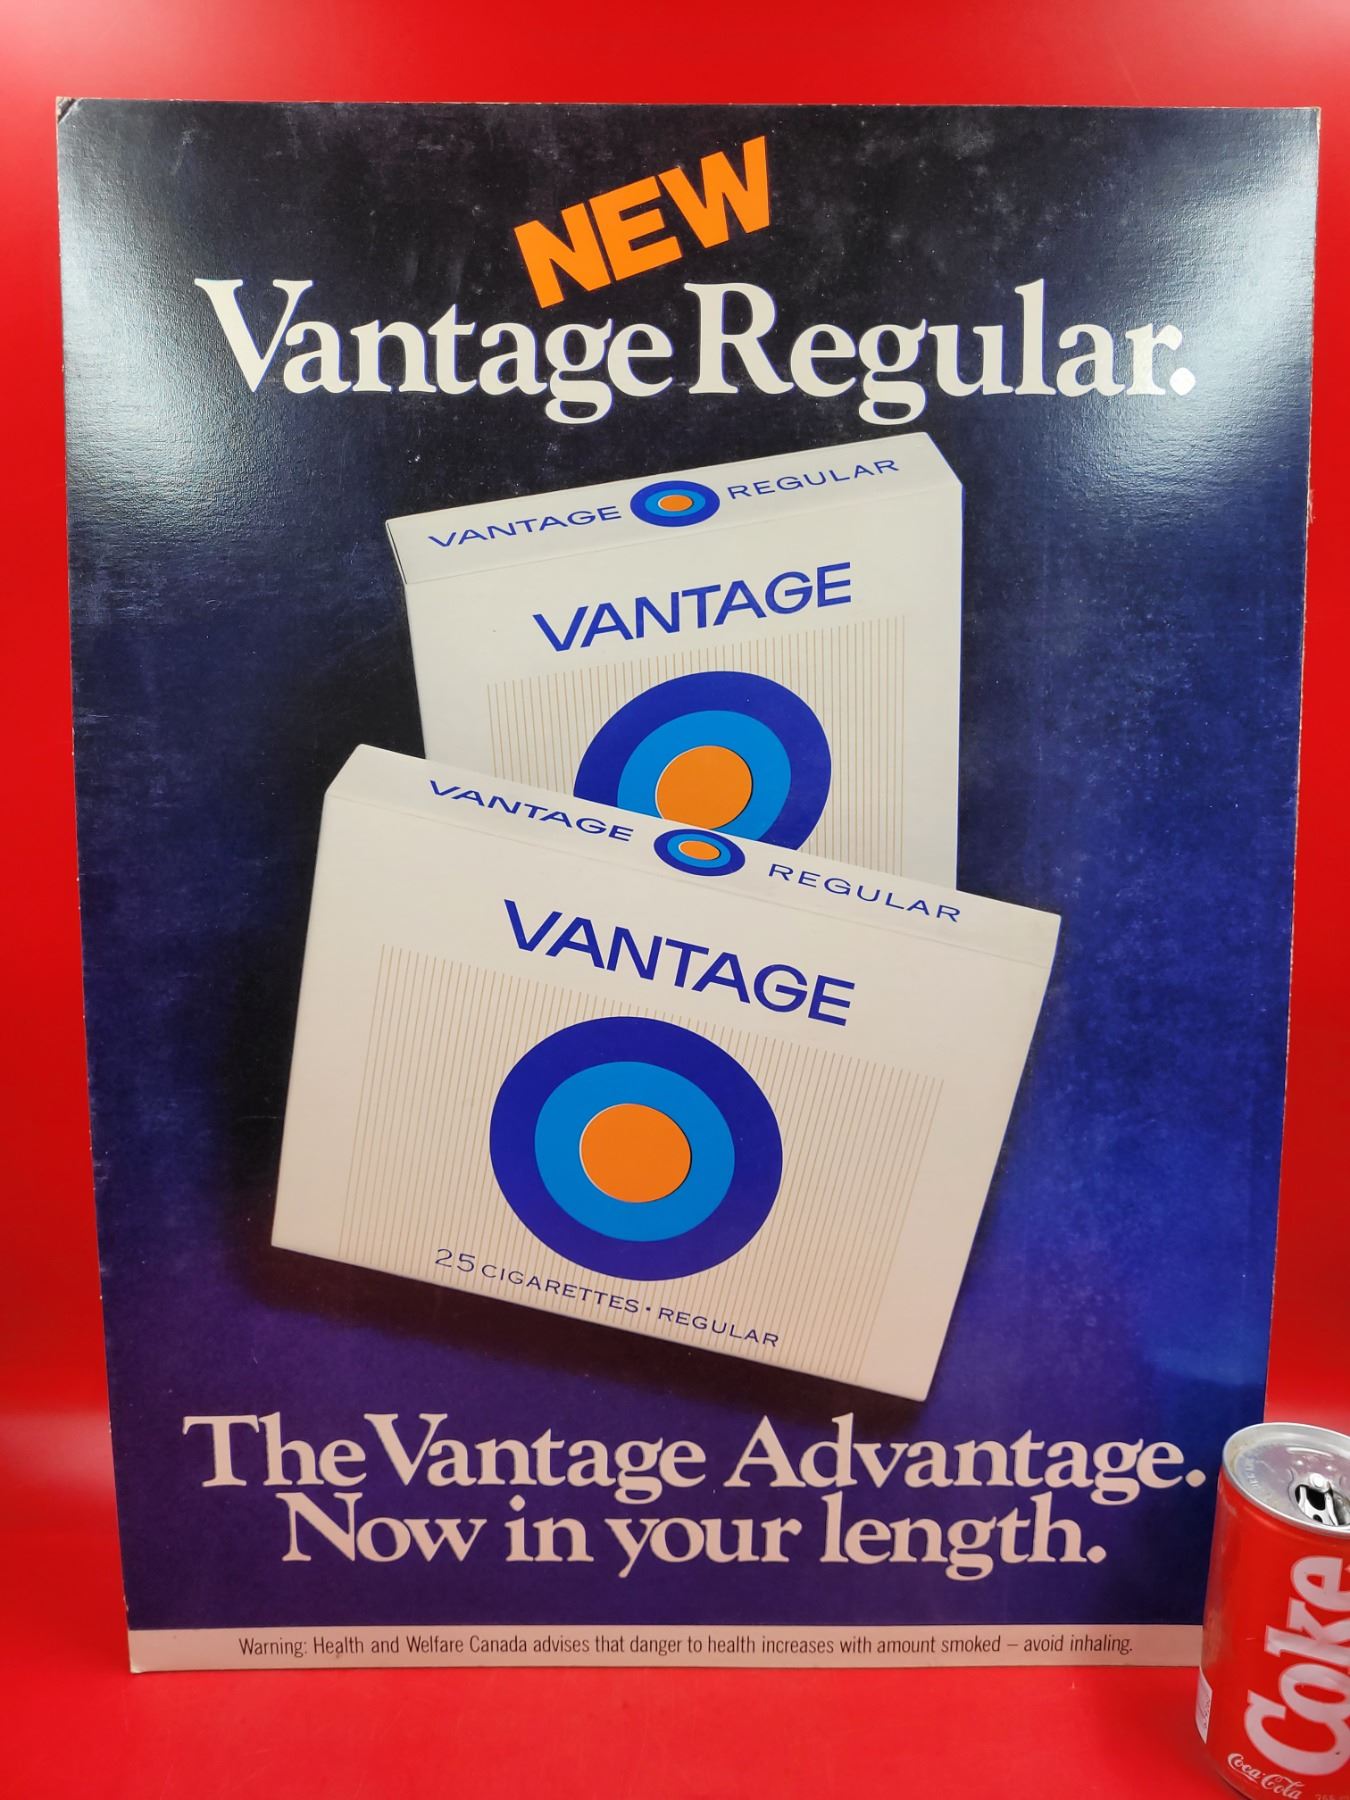 NEW
Vantage Regular.
VANTAGE REGULAR
VANTAGE
VANTAGE REGULAR
VANTAGE
25 CIGARETTES • REGULAR
The Vantage Advantage.
Now in your length.
Warning: Health and Welfare Canada advises that danger to health increases with amount smoked – avoid inhaling.
Coke
Coca-Cola